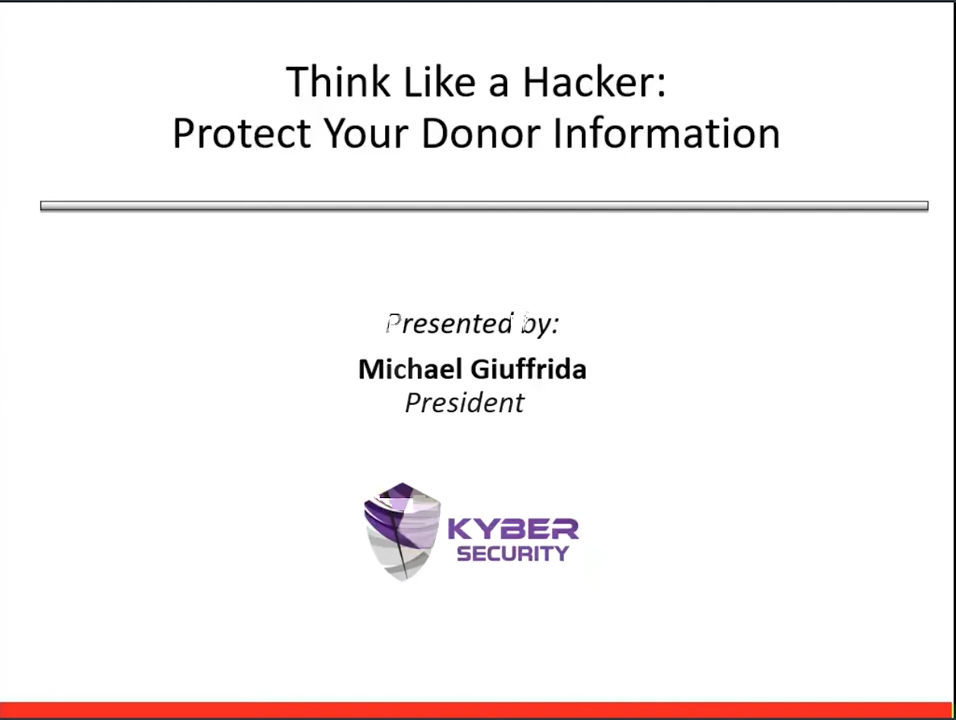 Think Like a Hacker:
Protect Your Donor Information
Presented by:
Michael Giuffrida
President
KYBER
SECURITY